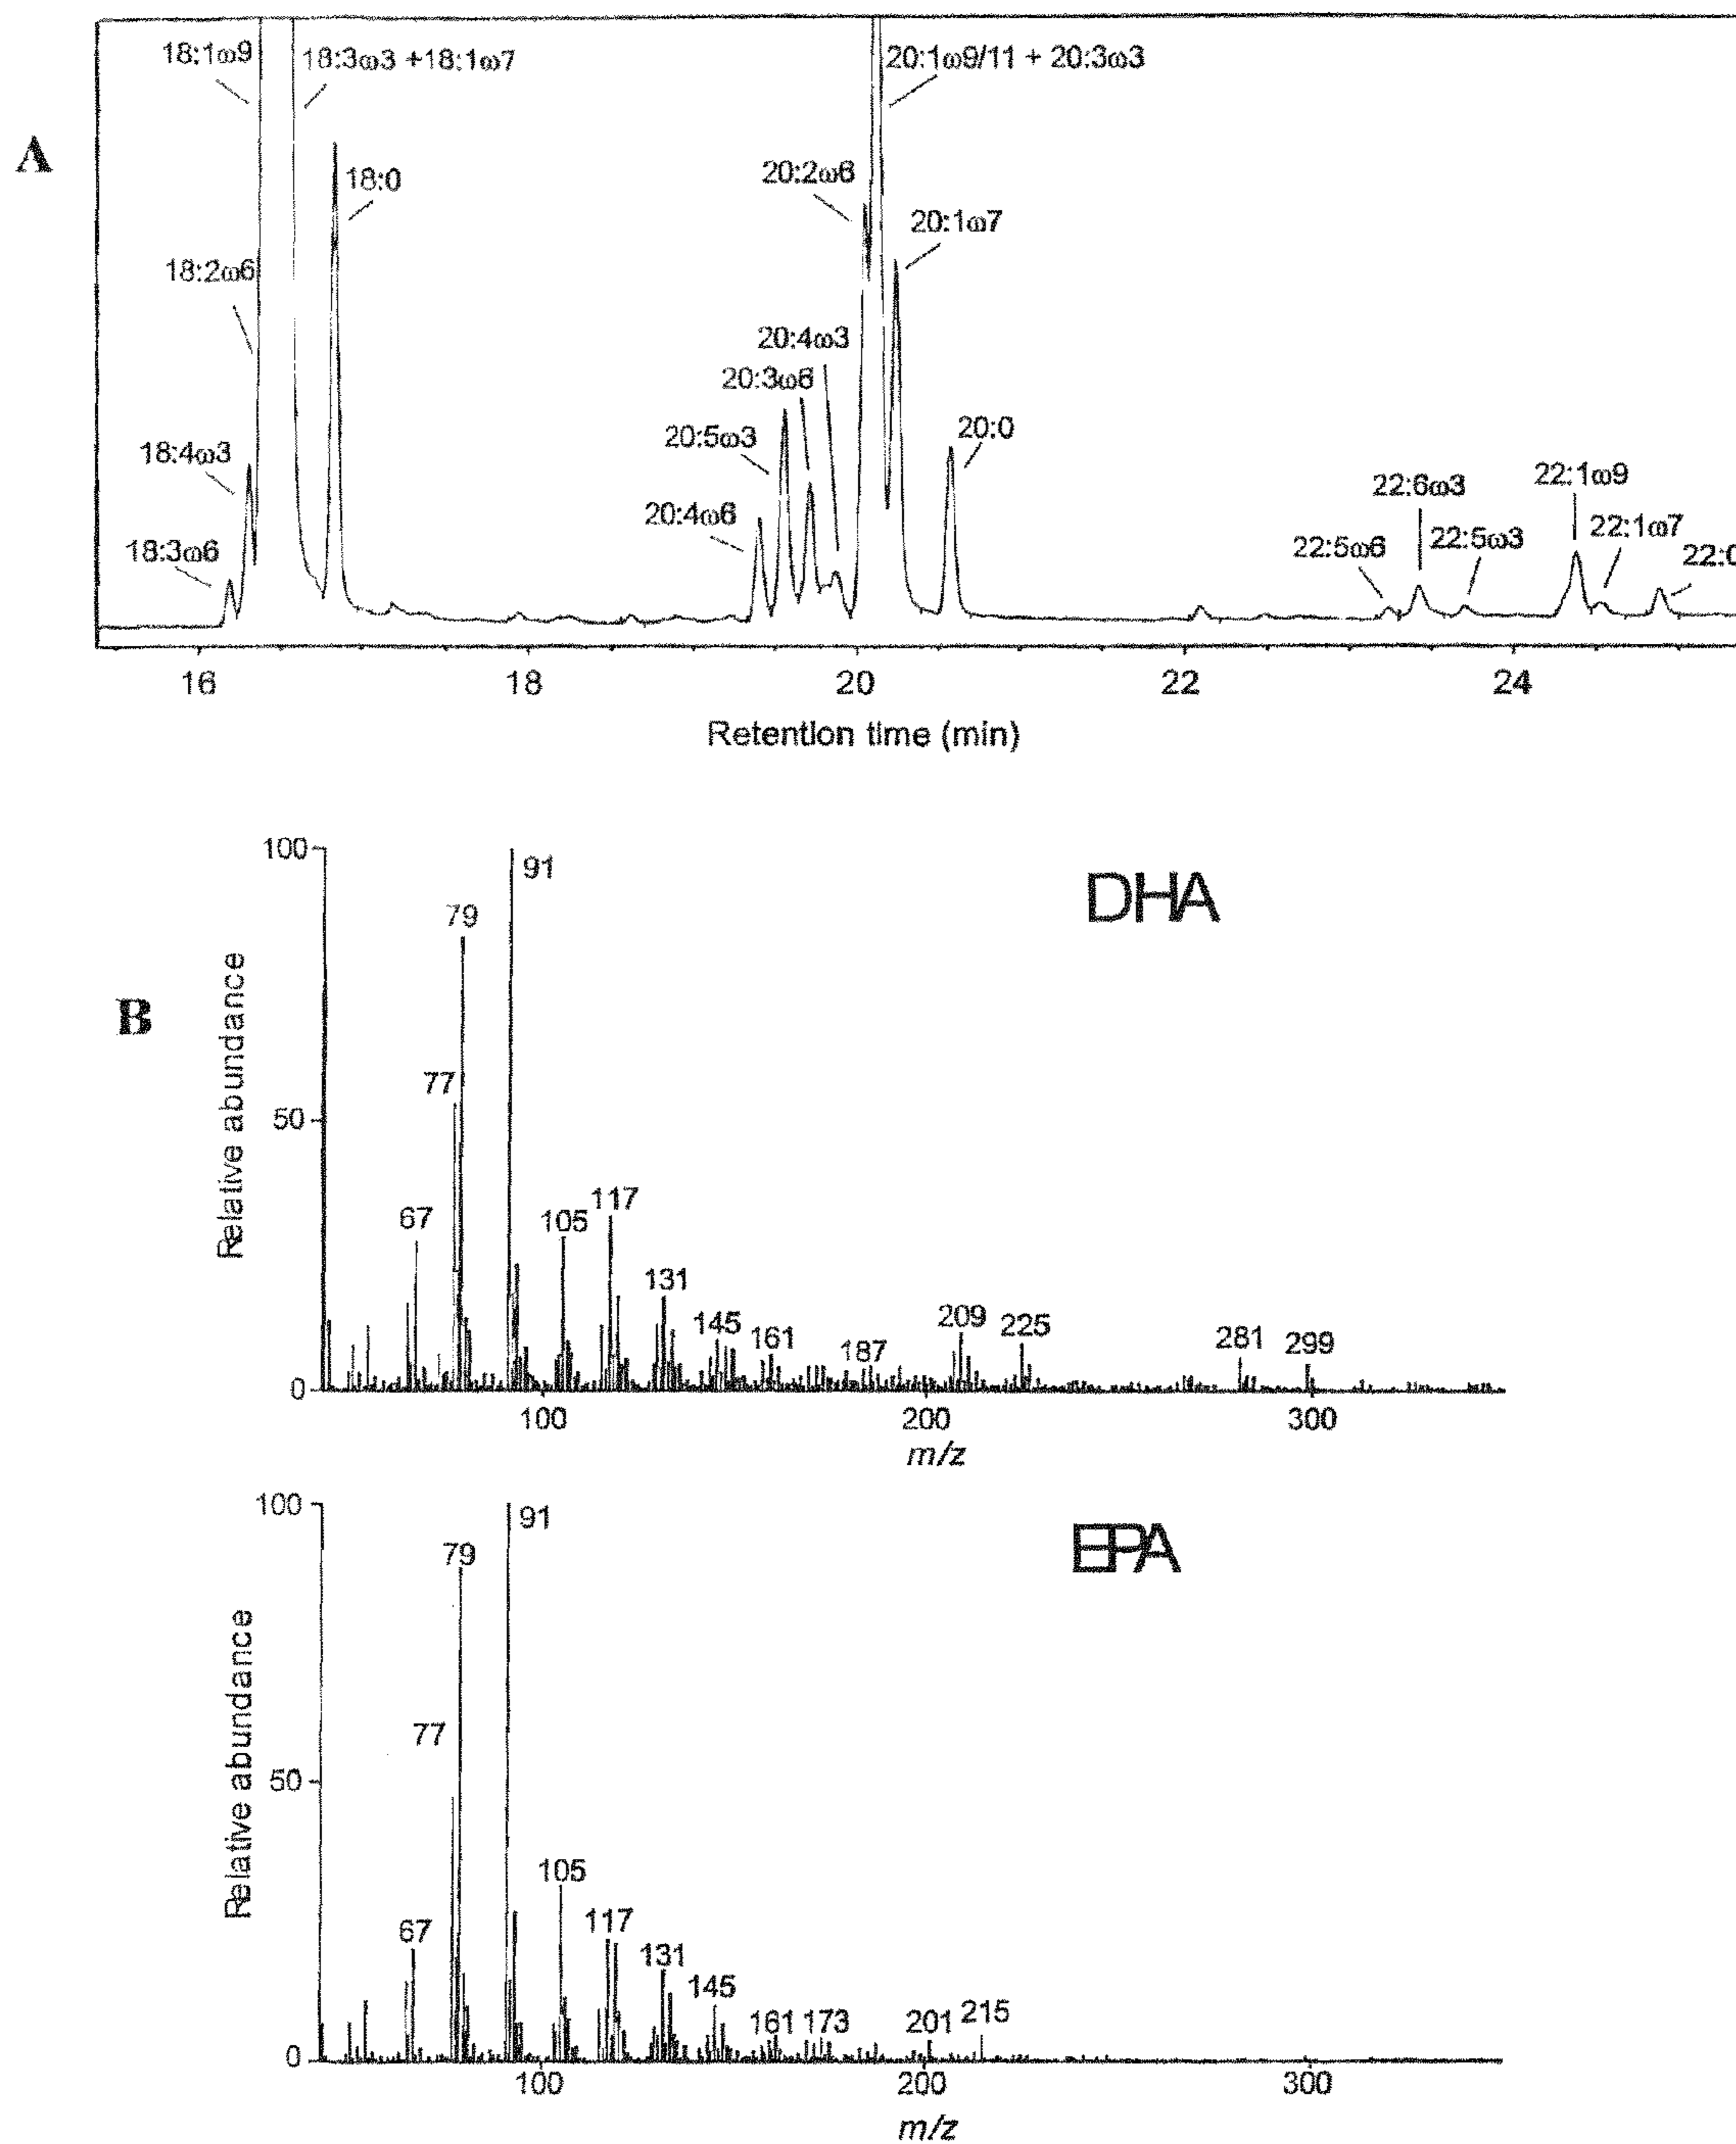 A
18:1ω9
18:3ω3 +18:1ω7
20:1ω9/11 + 20:3ω3
18:0
20:2ω6
20:1ω7
18:2ω6
20:4ω3
20:3ω6
18:4ω3
20:5ω3
20:0
20:4ω6
22:6ω3
22:1ω9
18:3ω6
22:5ω6
22:5ω3
22:1ω7
22:0
16 18 20 22 24
Retention time (min)
B
DHA
Relative abundance
100
50
0
67
77
79
91
105
117
131
145
161
187
209
225
281
299
100 200 300
m/z
EPA
Relative abundance
100
50
0
67
77
79
91
105
117
131
145
161
173
201
215
100 200 300
m/z